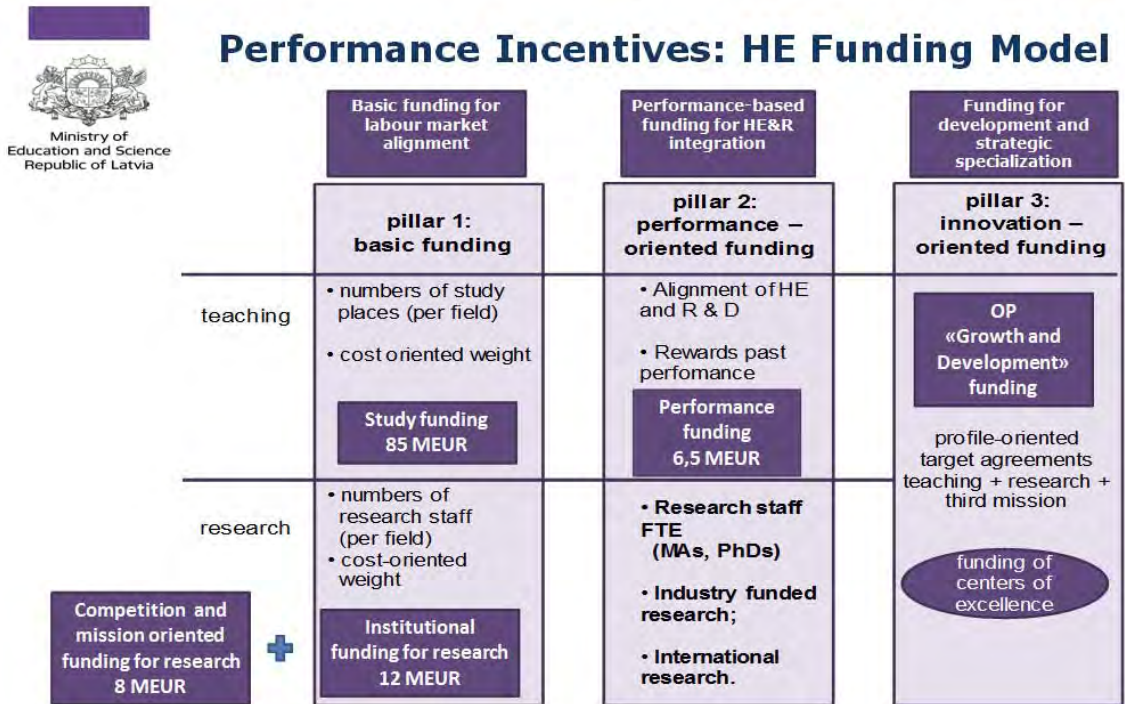 Performance Incentives: HE Funding Model
Ministry of
Education and Science
Republic of Latvia
Basic funding for
labour market
alignment
Performance-based
funding for HE&R
integration
Funding for
development and
strategic
specialization
pillar 1:
basic funding
pillar 2:
performance –
oriented funding
pillar 3:
innovation –
oriented funding
teaching
• numbers of study
places (per field)
• cost oriented weight
Study funding
85 MEUR
• Alignment of HE
and R & D
• Rewards past
perfomance
Performance
funding
6,5 MEUR
OP
«Growth and
Development»
funding
profile-oriented
target agreements
teaching + research +
third mission
funding of
centers of
excellence
research
• numbers of
research staff
(per field)
• cost-oriented
weight
Competition and
mission oriented
funding for research
8 MEUR
Institutional
funding for research
12 MEUR
• Research staff
FTE
(MAs, PhDs)
• Industry funded
research;
• International
research.